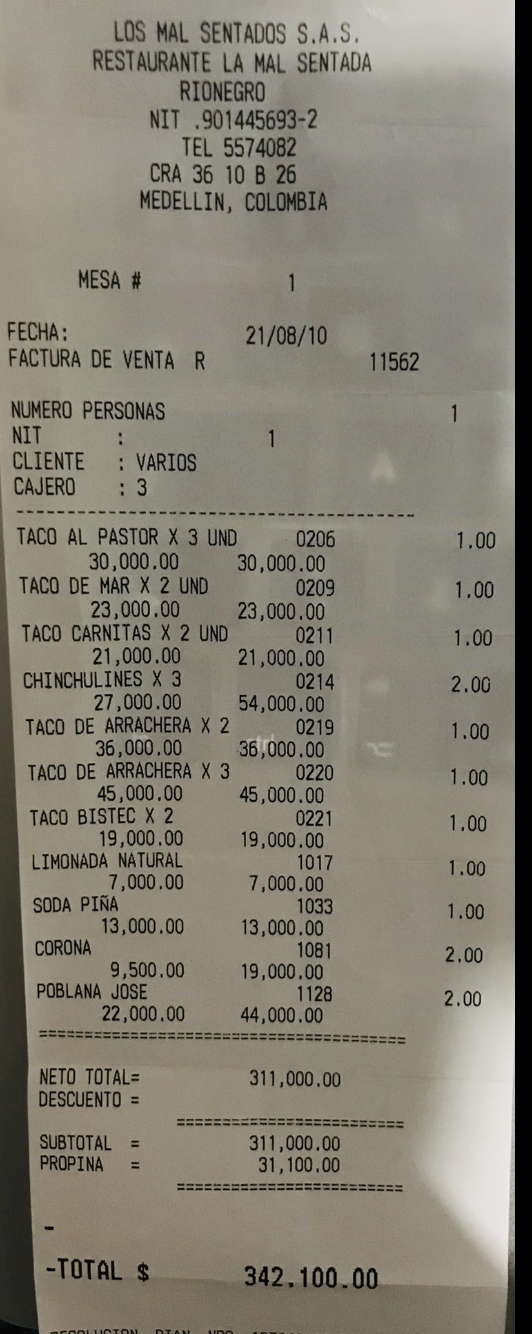 LOS MAL SENTADOS S.A.S.
RESTAURANTE LA MAL SENTADA
RIONEGRO
NIT .901445693-2
TEL 5574082
CRA 36 10 B 26
MEDELLIN, COLOMBIA
MESA # 1
FECHA: 21/08/10
FACTURA DE VENTA R 11562
NUMERO PERSONAS 1
NIT : 1
CLIENTE : VARIOS
CAJERO : 3
TACO AL PASTOR X 3 UND 0206 1.00
30,000.00 30,000.00
TACO DE MAR X 2 UND 0209 1.00
23,000.00 23,000.00
TACO CARNITAS X 2 UND 0211 1.00
21,000.00 21,000.00
CHINCHULINES X 3 0214 2.00
27,000.00 54,000.00
TACO DE ARRACHERA X 2 0219 1.00
36,000.00 36,000.00
TACO DE ARRACHERA X 3 0220 1.00
45,000.00 45,000.00
TACO BISTEC X 2 0221 1.00
19,000.00 19,000.00
LIMONADA NATURAL 1017 1.00
7,000.00 7,000.00
SODA PIÑA 1033 1.00
13,000.00 13,000.00
CORONA 1081 2.00
9,500.00 19,000.00
POBLANA JOSE 1128 2.00
22,000.00 44,000.00
NETO TOTAL= 311,000.00
DESCUENTO =
SUBTOTAL = 311,000.00
PROPINA = 31,100.00
-
-TOTAL $ 342.100.00